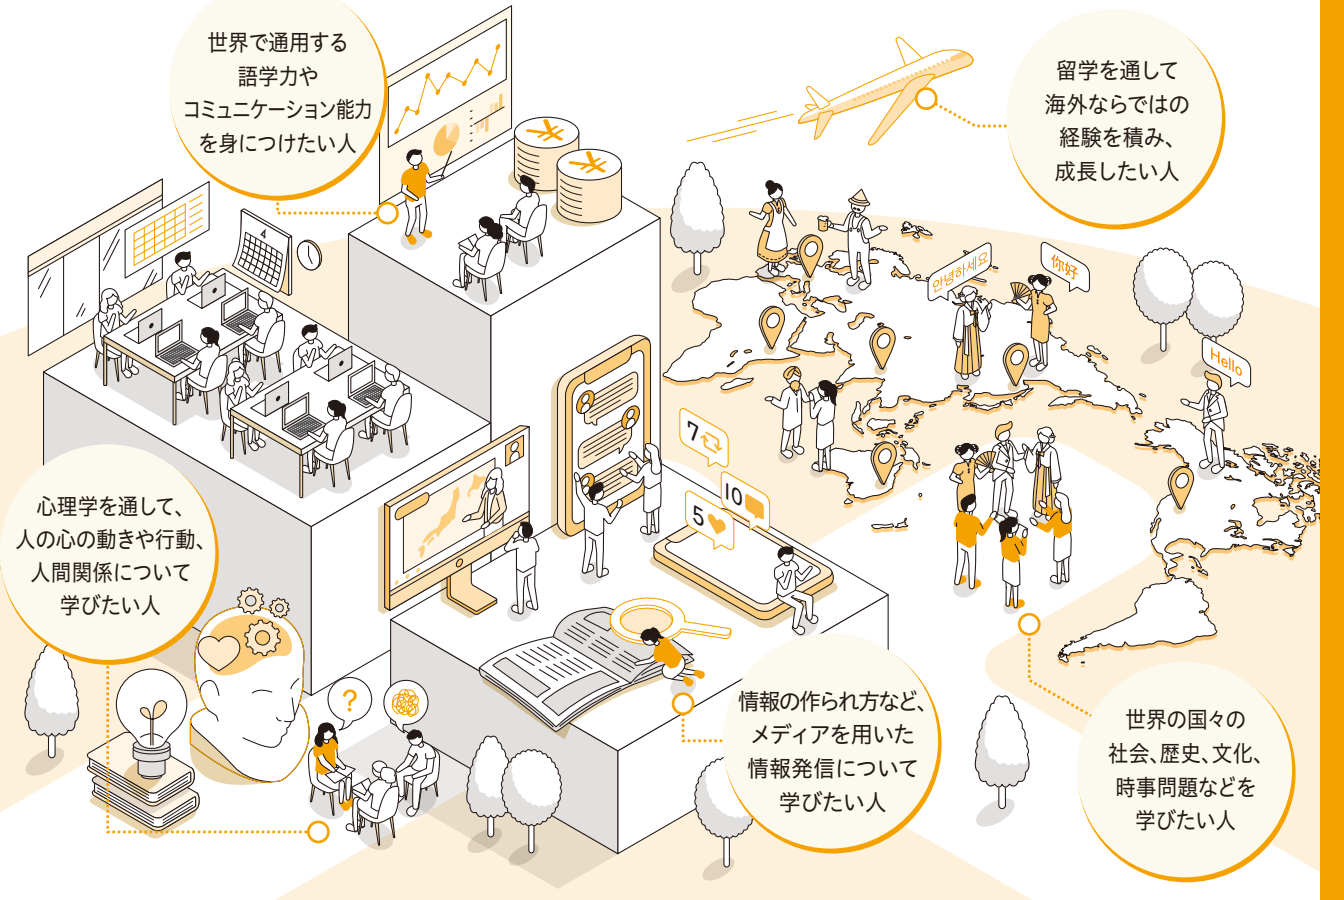 世界で通用する
語学力や
コミュニケーション能力
を身につけたい人
留学を通して
海外ならではの
経験を積み、
成長したい人
4
안녕하세요
你好
Hello
7
10
5
心理学を通して、
人の心の動きや行動、
人間関係について
学びたい人
?
情報の作られ方など、
メディアを用いた
情報発信について
学びたい人
世界の国々の
社会、歴史、文化、
時事問題などを
学びたい人